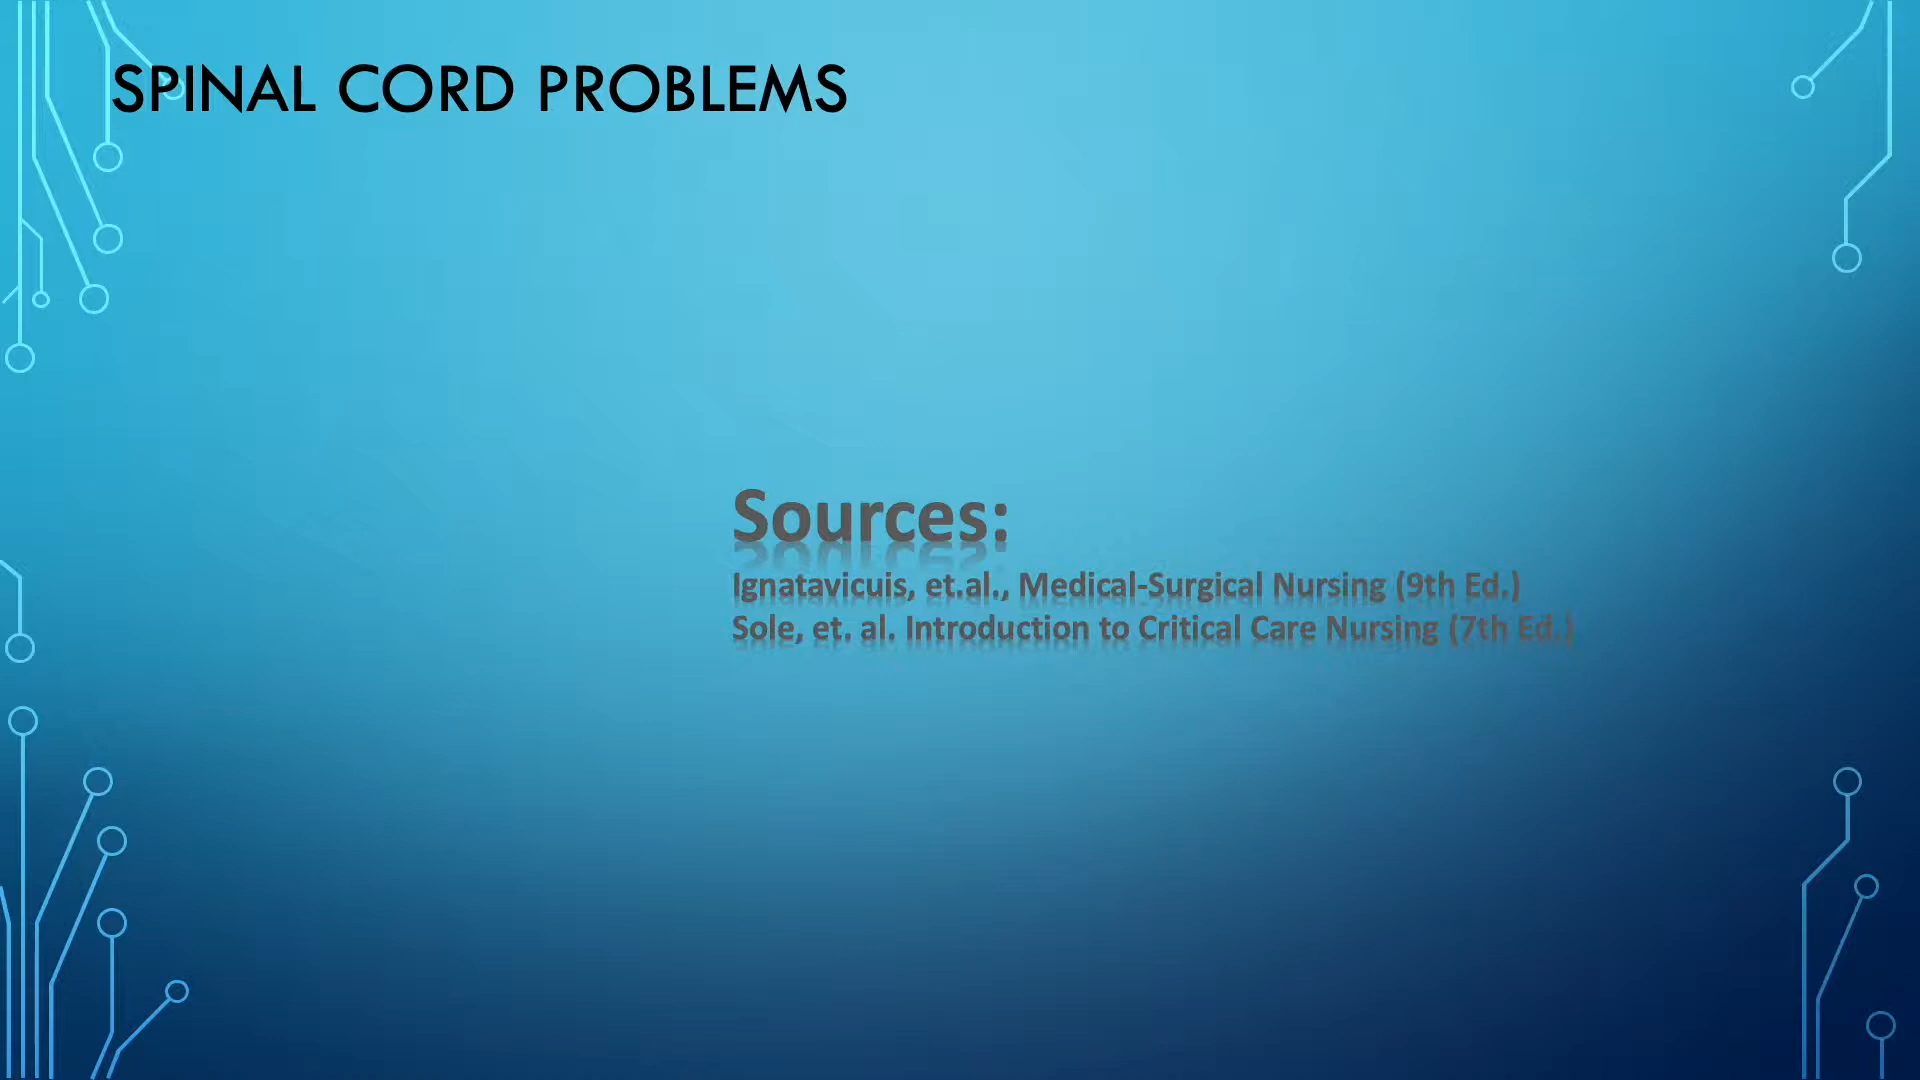 SPINAL CORD PROBLEMS
Sources:
Ignatavicuis, et.al., Medical-Surgical Nursing (9th Ed.)
Sole, et. al. Introduction to Critical Care Nursing (7th Ed.)